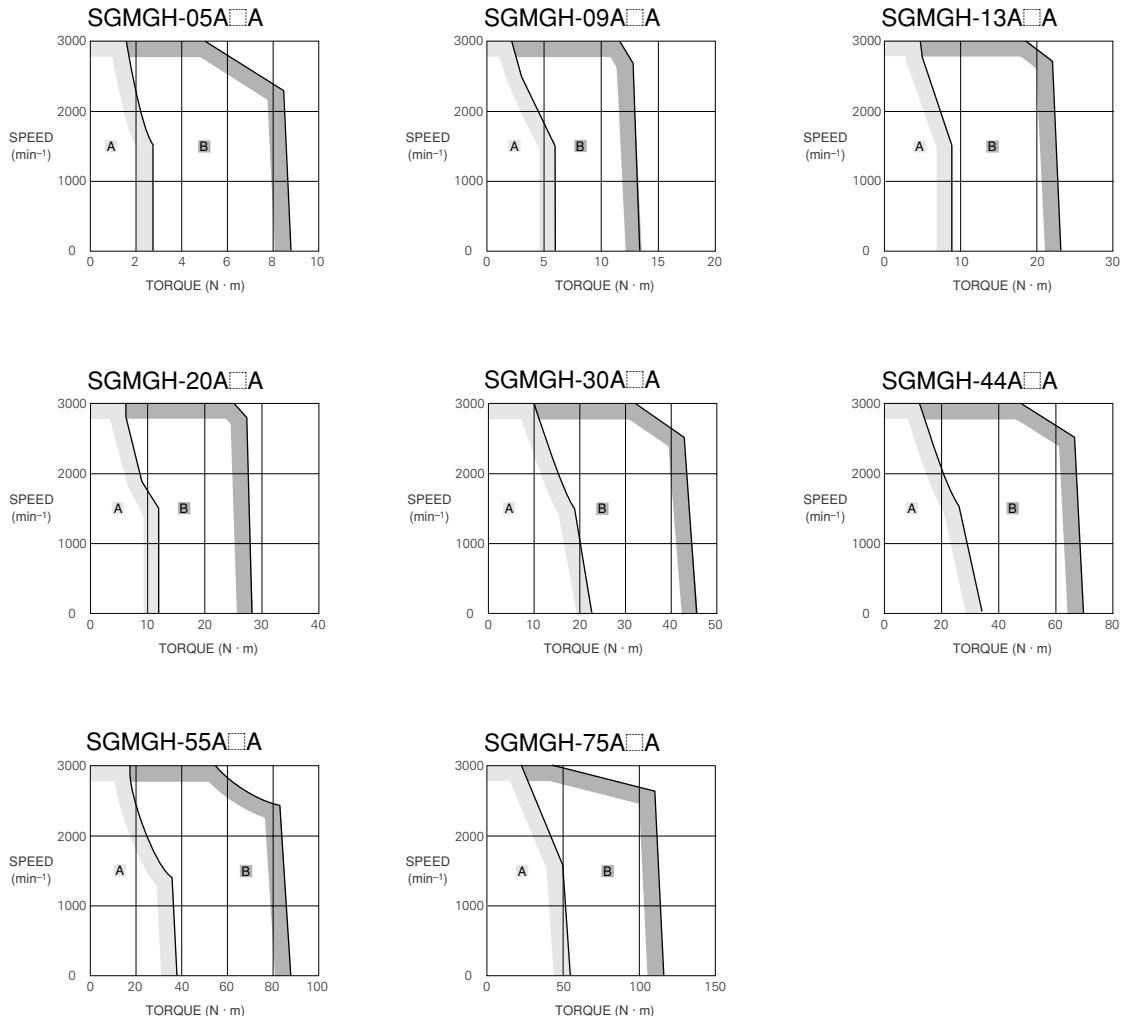 SGMGH-05A□A
3000
2000
SPEED
(min⁻¹)
1000
0
A
B
0 2 4 6 8 10
TORQUE (N · m)
SGMGH-09A□A
3000
2000
SPEED
(min⁻¹)
1000
0
A
B
0 5 10 15 20
TORQUE (N · m)
SGMGH-13A□A
3000
2000
SPEED
(min⁻¹)
1000
0
A
B
0 10 20 30
TORQUE (N · m)
SGMGH-20A□A
3000
2000
SPEED
(min⁻¹)
1000
0
A
B
0 10 20 30 40
TORQUE (N · m)
SGMGH-30A□A
3000
2000
SPEED
(min⁻¹)
1000
0
A
B
0 10 20 30 40 50
TORQUE (N · m)
SGMGH-44A□A
3000
2000
SPEED
(min⁻¹)
1000
0
A
B
0 20 40 60 80
TORQUE (N · m)
SGMGH-55A□A
3000
2000
SPEED
(min⁻¹)
1000
0
A
B
0 20 40 60 80 100
TORQUE (N · m)
SGMGH-75A□A
3000
2000
SPEED
(min⁻¹)
1000
0
A
B
0 50 100 150
TORQUE (N · m)